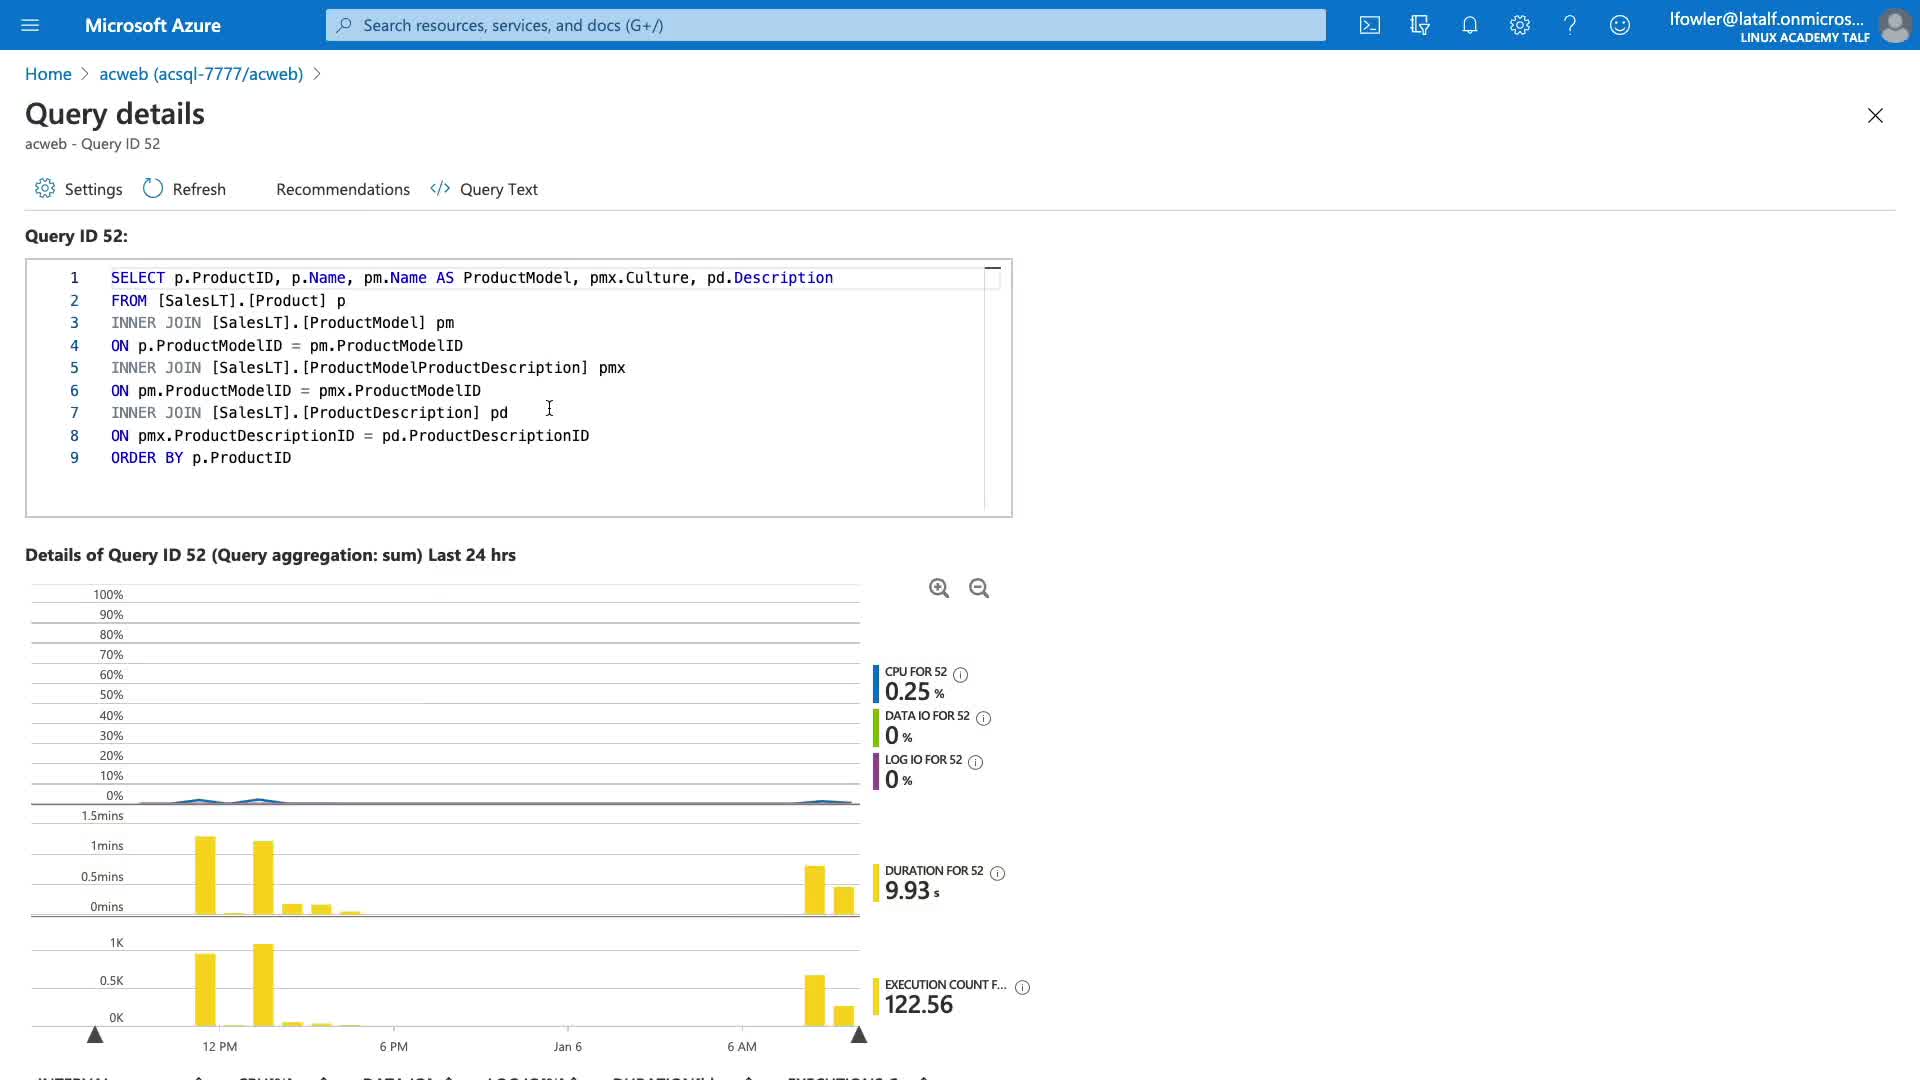 Microsoft Azure
Search resources, services, and docs (G+/)
lfowler@latalf.onmicros...
LINUX ACADEMY TALF
Home > acweb (acsql-7777/acweb) >
Query details
acweb - Query ID 52
Settings Refresh Recommendations </> Query Text
Query ID 52:
1 SELECT p.ProductID, p.Name, pm.Name AS ProductModel, pmx.Culture, pd.Description
2 FROM [SalesLT].[Product] p
3 INNER JOIN [SalesLT].[ProductModel] pm
4 ON p.ProductModelID = pm.ProductModelID
5 INNER JOIN [SalesLT].[ProductModelProductDescription] pmx
6 ON pm.ProductModelID = pmx.ProductModelID
7 INNER JOIN [SalesLT].[ProductDescription] pd
8 ON pmx.ProductDescriptionID = pd.ProductDescriptionID
9 ORDER BY p.ProductID
Details of Query ID 52 (Query aggregation: sum) Last 24 hrs
100%
90%
80%
70%
60%
50%
40%
30%
20%
10%
0%
CPU FOR 52
0.25 %
DATA IO FOR 52
0 %
LOG IO FOR 52
0 %
1.5mins
1mins
0.5mins
0mins
DURATION FOR 52
9.93 s
1K
0.5K
0K
EXECUTION COUNT F...
122.56
12 PM
6 PM
Jan 6
6 AM